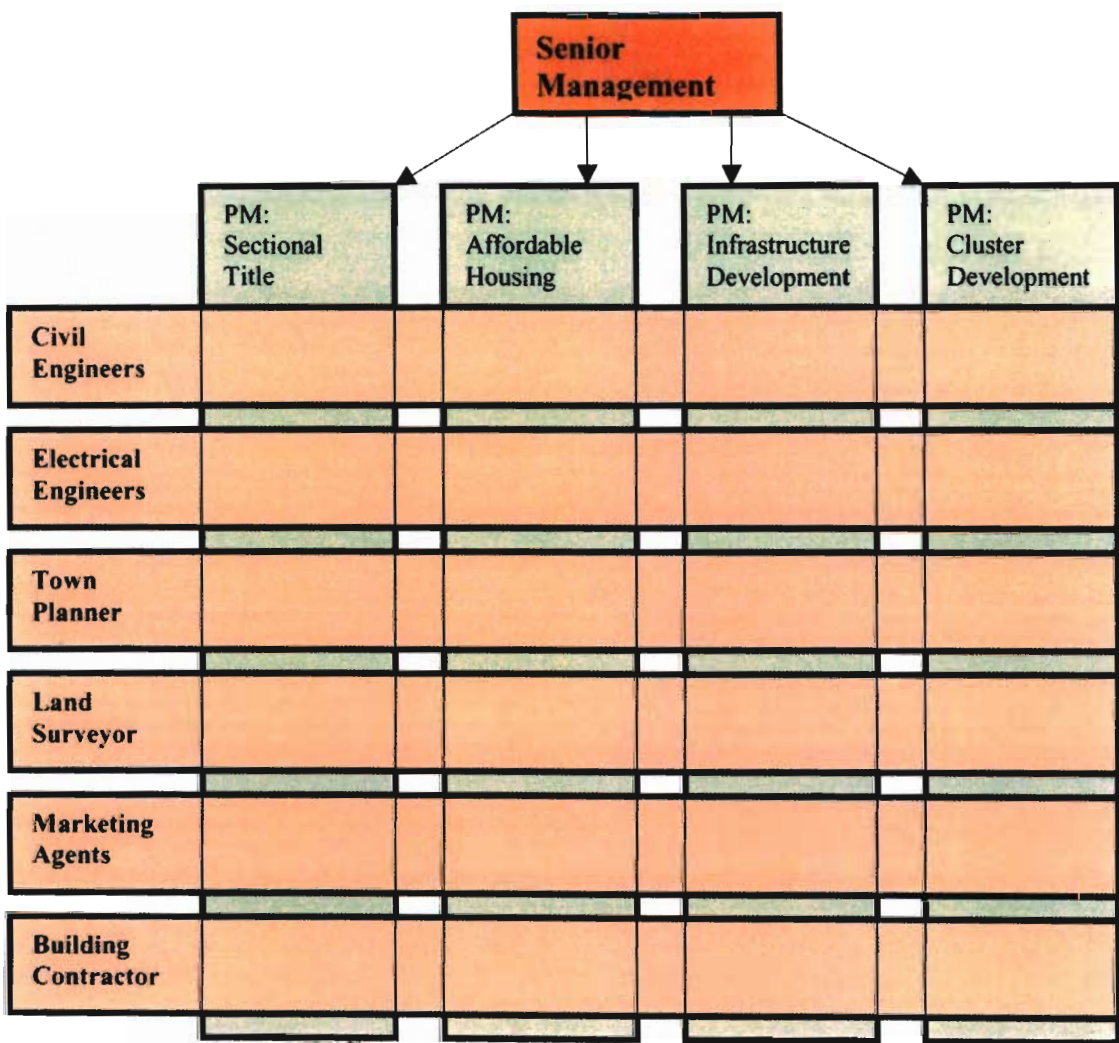 Senior
Management
PM:
Sectional
Title
PM:
Affordable
Housing
PM:
Infrastructure
Development
PM:
Cluster
Development
Civil
Engineers
Electrical
Engineers
Town
Planner
Land
Surveyor
Marketing
Agents
Building
Contractor